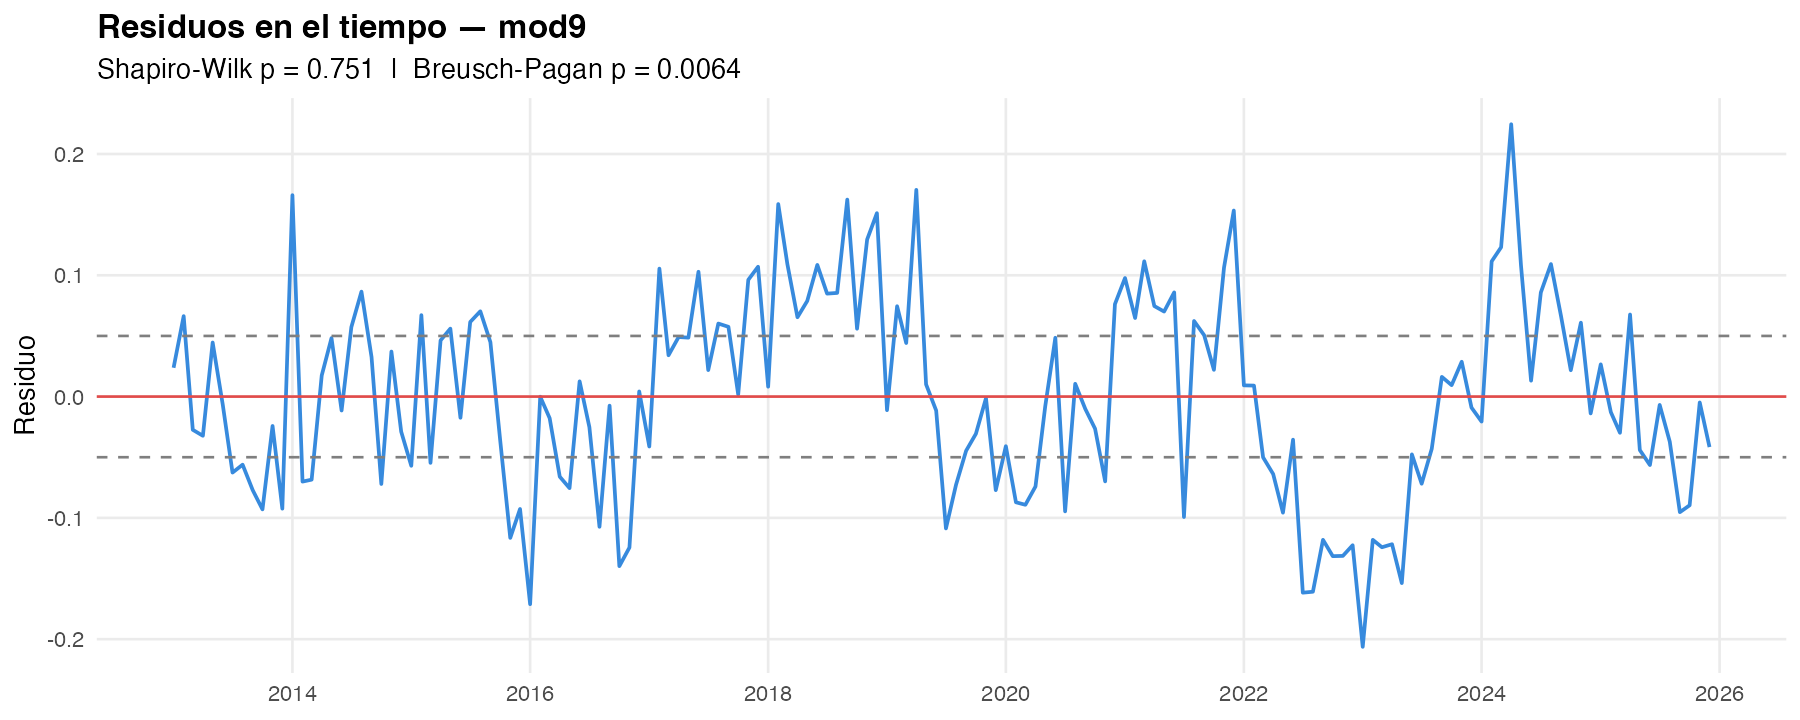 Residuos en el tiempo — mod9
Shapiro-Wilk p = 0.751 | Breusch-Pagan p = 0.0064
Residuo
0.2
0.1
0.0
-0.1
-0.2
2014 2016 2018 2020 2022 2024 2026